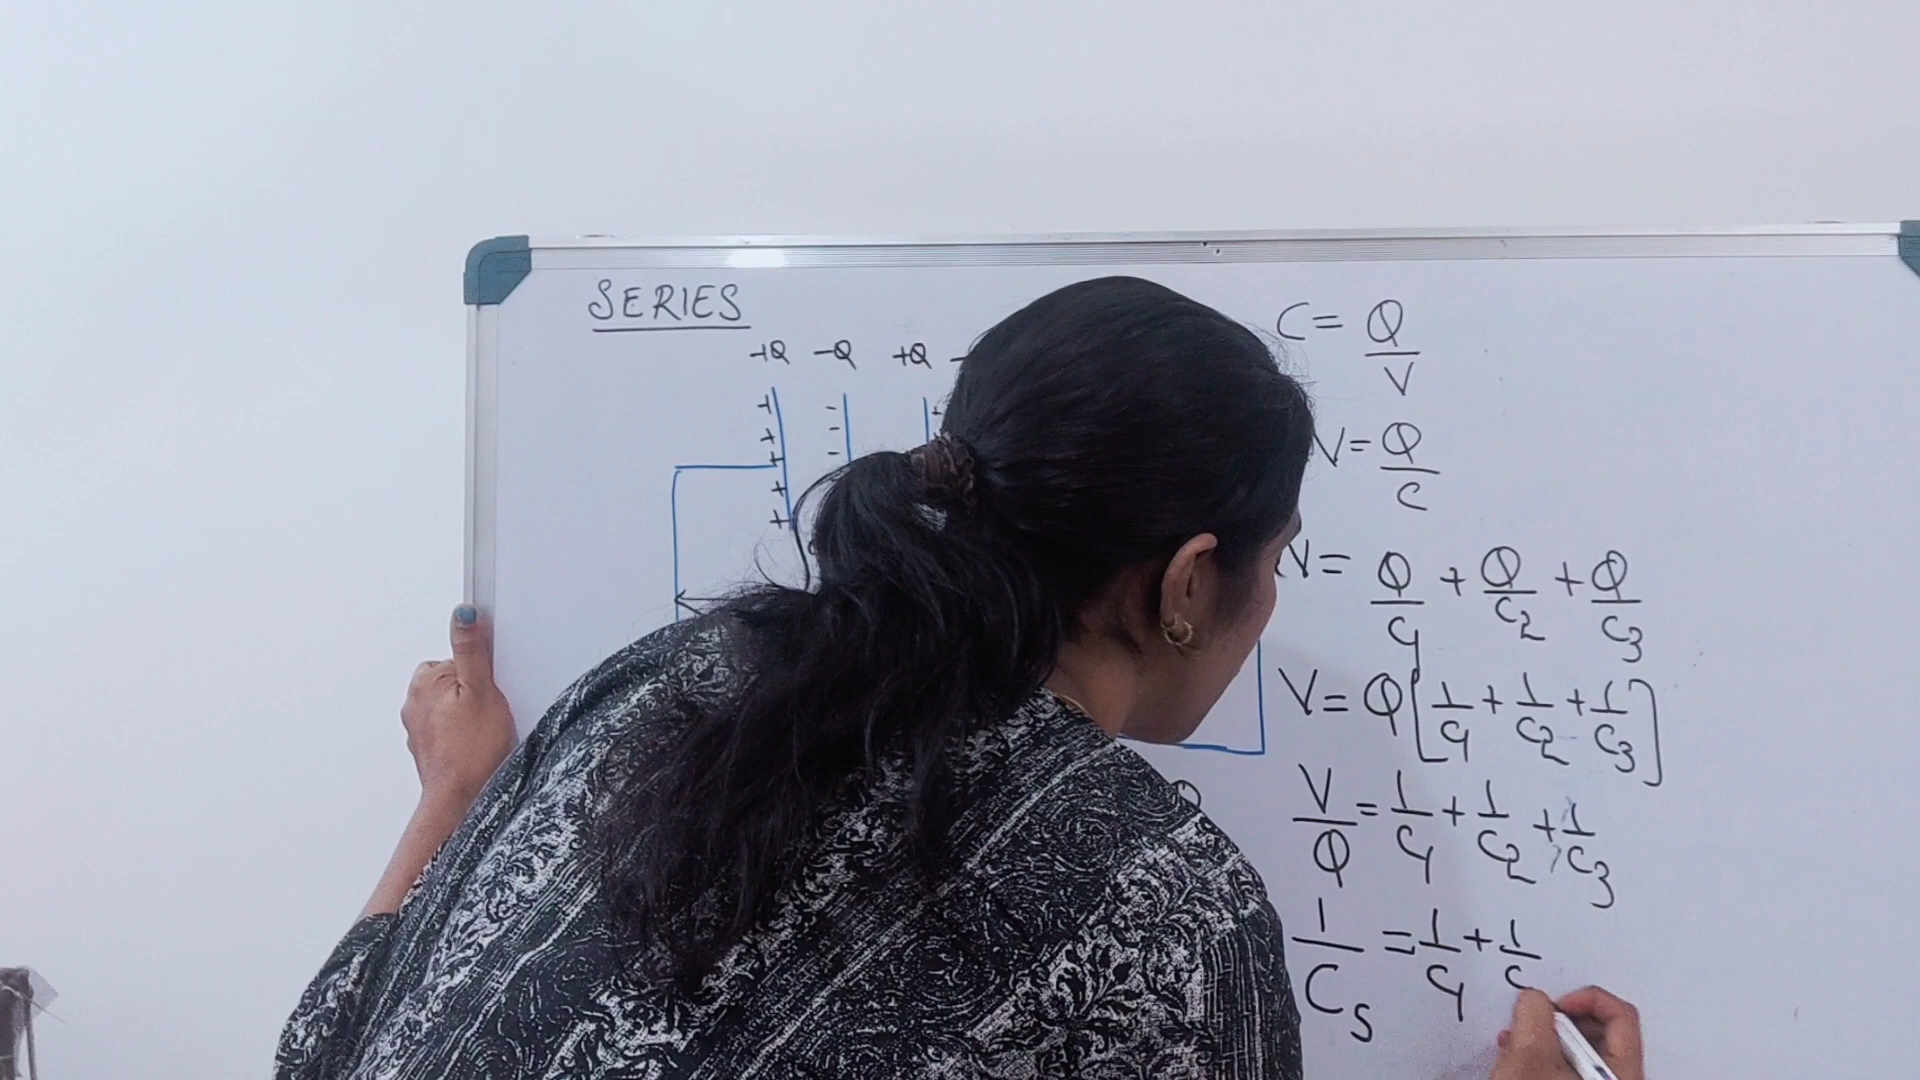 SERIES
+Q -Q +Q -
+ -
+ -
+ -
+
+
C = Q/V
V = Q/C
V = Q/C1 + Q/C2 + Q/C3
V = Q[1/C1 + 1/C2 + 1/C3]
V/Q = 1/C1 + 1/C2 + 1/C3
1/CS = 1/C1 + 1/C